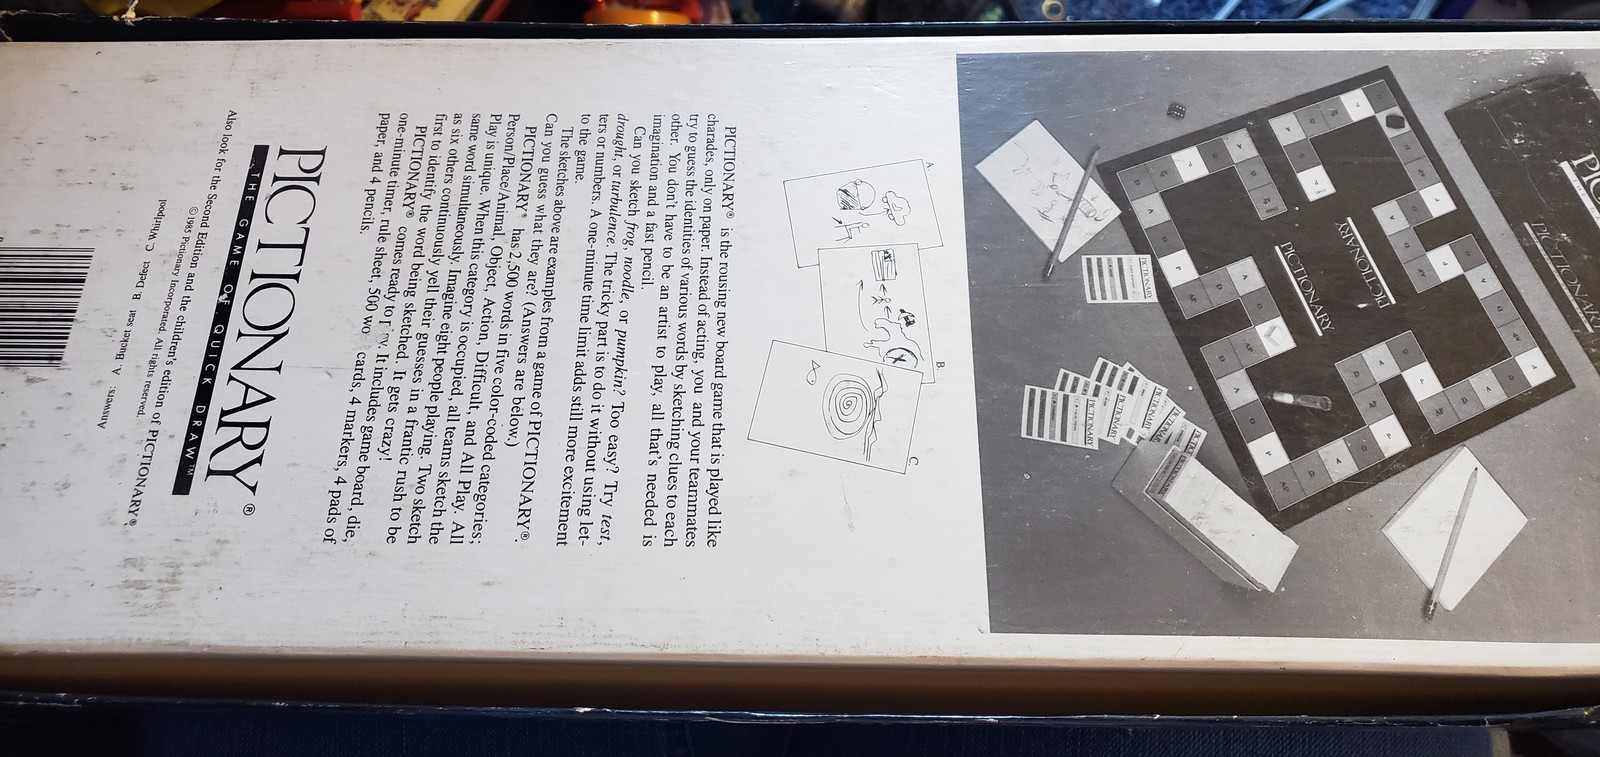 PICTIONARY
PICTIONARY
PICTIONARY
PICTIONARY
PICTIONARY
PICTIONARY
PICTIONARY
A.
B.
C.
PICTIONARY® is the rousing new board game that is played like
charades, only on paper. Instead of acting, you and your teammates
try to guess the identities of various words by sketching clues to each
other. You don't have to be an artist to play, all that's needed is
imagination and a fast pencil.
Can you sketch frog, noodle, or pumpkin? Too easy? Try test,
drought, or turbulence. The tricky part is to do it without using let-
ters or numbers. A one-minute time limit adds still more excitement
to the game.
The sketches above are examples from a game of PICTIONARY®.
Can you guess what they are? (Answers are below.)
PICTIONARY® has 2,500 words in five color-coded categories;
Person/Place/Animal, Object, Action, Difficult, and All Play. All
Play is unique. When this category is occupied, all teams sketch the
same word simultaneously. Imagine eight people playing. Two sketch
as six others continuously yell their guesses in a frantic rush to be
first to identify the word being sketched. It gets crazy!
PICTIONARY® comes ready to. It includes game board, die,
one-minute timer, rule sheet, 500 wo cards, 4 markers, 4 pads of
paper, and 4 pencils.
PICTIONARY®
THE GAME OF QUICK DRAW™
Also look for the Second Edition and the children's edition of PICTIONARY®
© 1985 Pictionary Incorporated. All rights reserved.
Answers: A. Bucket seat B. Defect C. Whirlpool